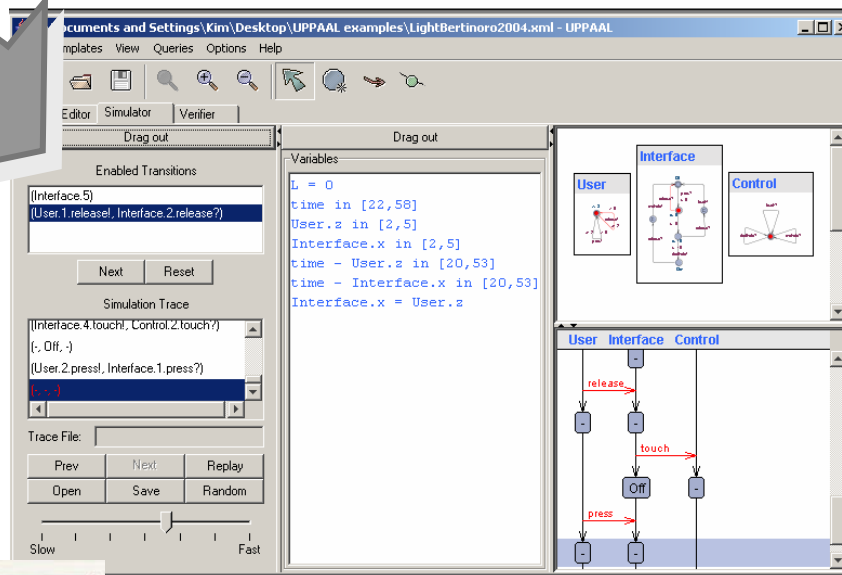 ocuments and Settings\Kim\Desktop\UPPAAL examples\LightBertinoro2004.xml - UPPAAL
mplates View Queries Options Help
Editor Simulator Verifier
Drag out
Enabled Transitions
(Interface.5)
(User.1.release!, Interface.2.release?)
Next Reset
Simulation Trace
(Interface.4.touch!, Control.2.touch?)
(-, Off, -)
(User.2.press!, Interface.1.press?)
(-, -, -)
Trace File:
Prev Next Replay
Open Save Random
Slow Fast
Drag out
Variables
L = 0
time in [22,58]
User.z in [2,5]
Interface.x in [2,5]
time - User.z in [20,53]
time - Interface.x in [20,53]
Interface.x = User.z
User
Interface
Control
User Interface Control
-
release
- -
touch
Off -
press
- -